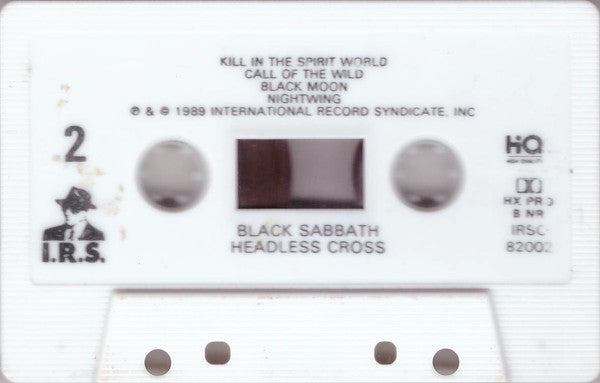 KILL IN THE SPIRIT WORLD
CALL OF THE WILD
BLACK MOON
NIGHTWING
℗ & © 1989 INTERNATIONAL RECORD SYNDICATE, INC
2
HiQ
HIGH QUALITY
HX PRO
B NR
I.R.S.
BLACK SABBATH
HEADLESS CROSS
IRSC-
82002